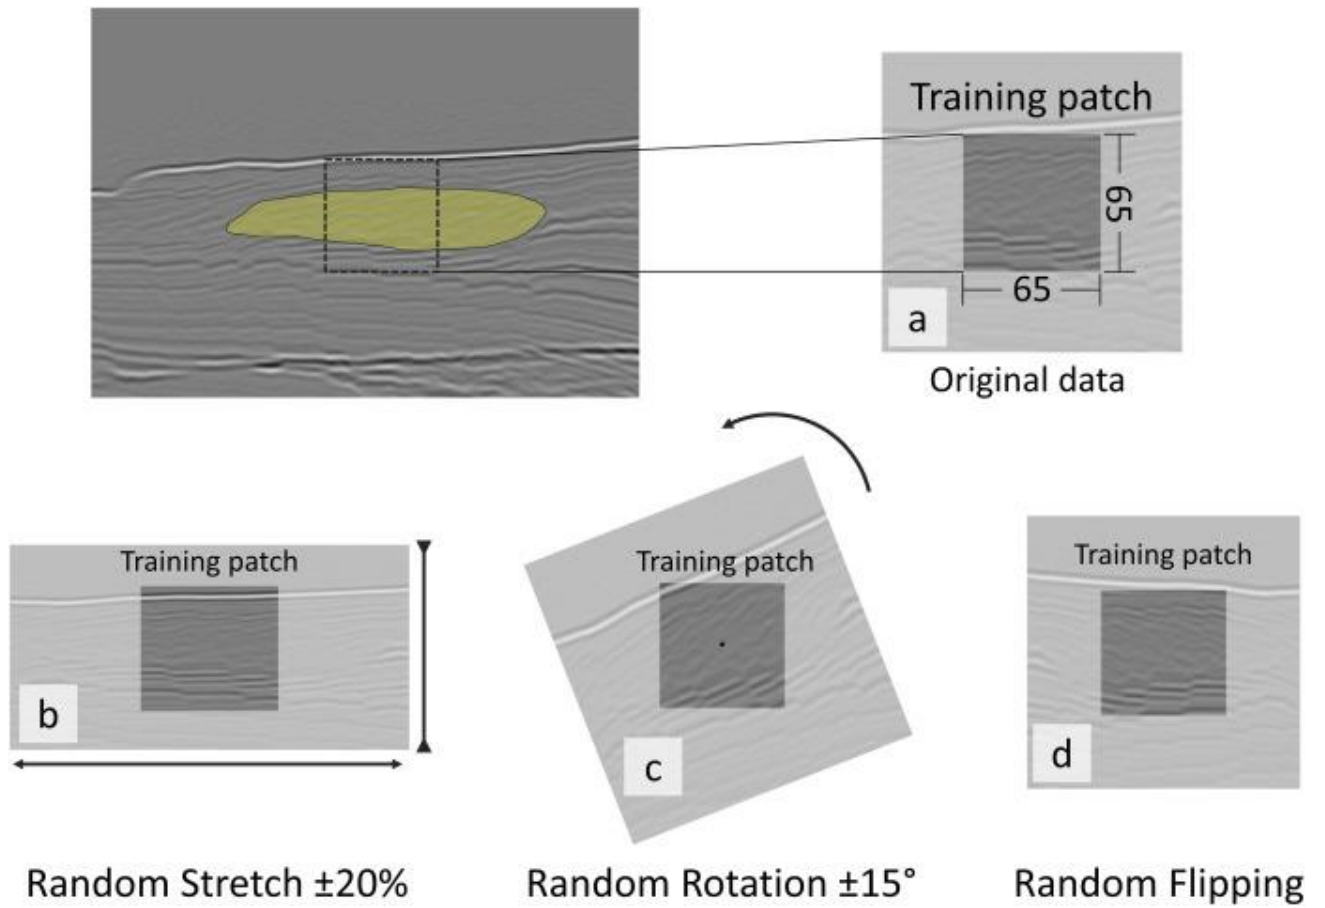 Training patch
65
65
a
Original data
Training patch
b
Training patch
c
Training patch
d
Random Stretch ±20%
Random Rotation ±15°
Random Flipping